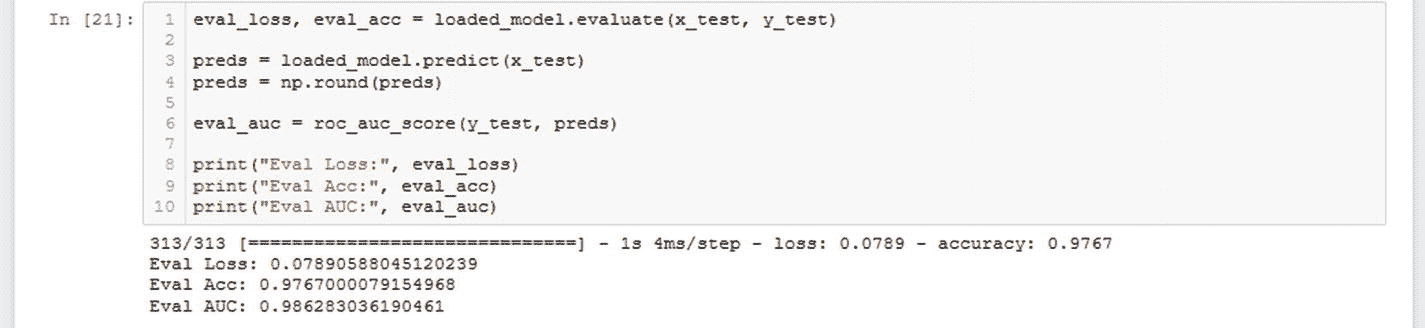 In [21]:
1 eval_loss, eval_acc = loaded_model.evaluate(x_test, y_test)
2
3 preds = loaded_model.predict(x_test)
4 preds = np.round(preds)
5
6 eval_auc = roc_auc_score(y_test, preds)
7
8 print("Eval Loss:", eval_loss)
9 print("Eval Acc:", eval_acc)
10 print("Eval AUC:", eval_auc)
313/313 [==============================] - 1s 4ms/step - loss: 0.0789 - accuracy: 0.9767
Eval Loss: 0.07890588045120239
Eval Acc: 0.9767000079154968
Eval AUC: 0.986283036190461